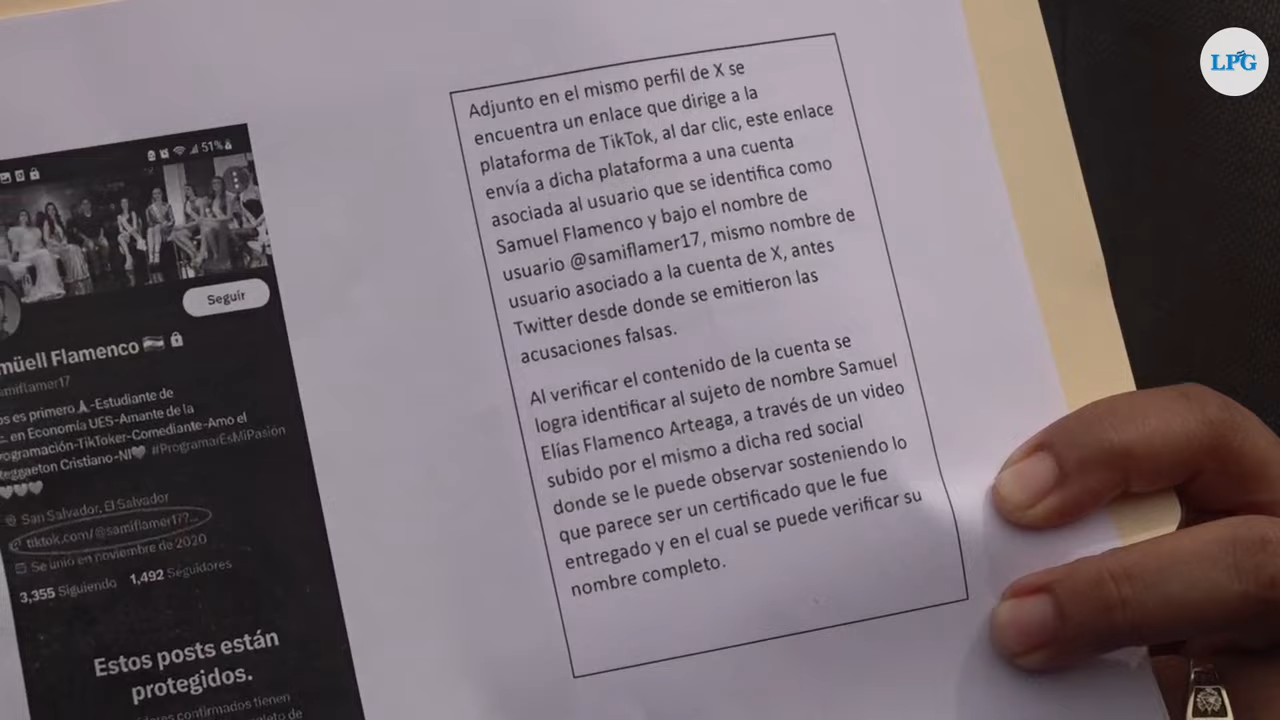 LPG
51%
Seguir
müell Flamenco
amiflamer17
os es primero -Estudiante de
en Economía UES-Amante de la
rogramación-TikToker-Comediante-Amo el
Reggaeton Cristiano-NI #ProgramarEsMiPasión
San Salvador, El Salvador
tiktok.com/@samiflamer17?...
Se unió en noviembre de 2020
3,355 Siguiendo 1,492 Seguidores
Estos posts están
protegidos.
confirmados tienen
de
Adjunto en el mismo perfil de X se
encuentra un enlace que dirige a la
plataforma de TikTok, al dar clic, este enlace
envía a dicha plataforma a una cuenta
asociada al usuario que se identifica como
Samuel Flamenco y bajo el nombre de
usuario @samiflamer17, mismo nombre de
usuario asociado a la cuenta de X, antes
Twitter desde donde se emitieron las
acusaciones falsas.
Al verificar el contenido de la cuenta se
logra identificar al sujeto de nombre Samuel
Elías Flamenco Arteaga, a través de un video
subido por el mismo a dicha red social
donde se le puede observar sosteniendo lo
que parece ser un certificado que le fue
entregado y en el cual se puede verificar su
nombre completo.